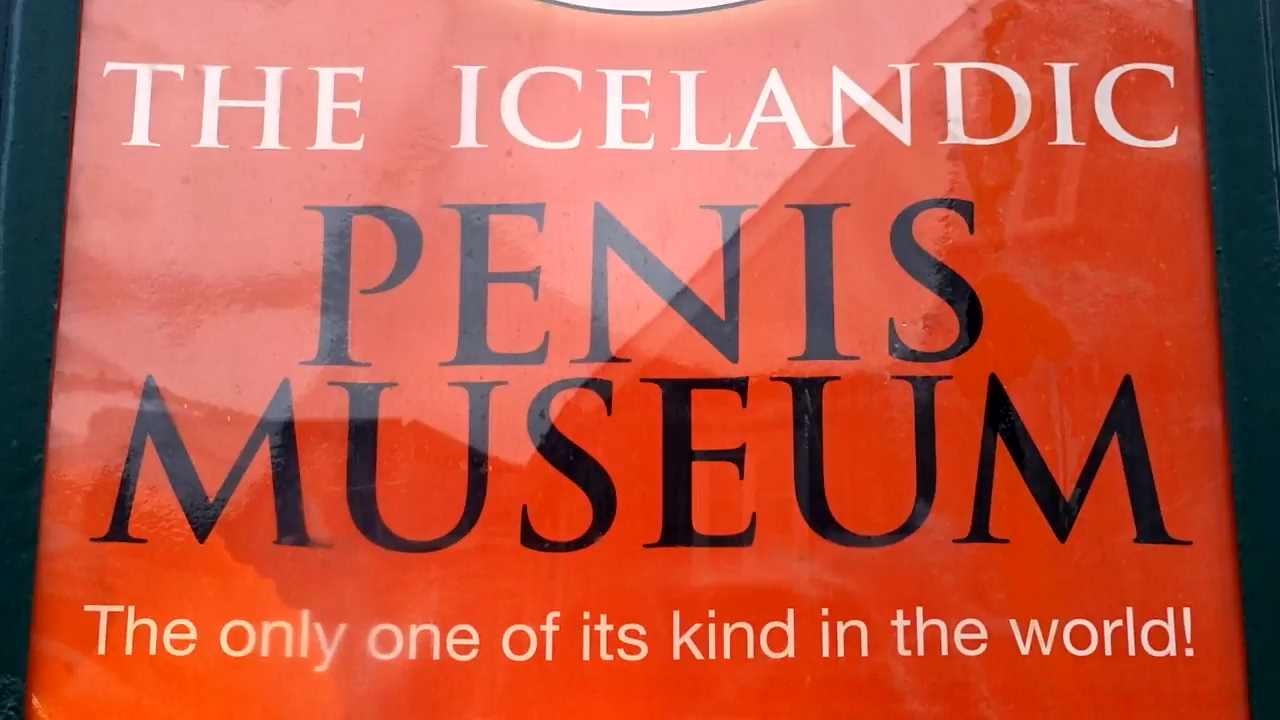 THE ICELANDIC
PENIS
MUSEUM
The only one of its kind in the world!